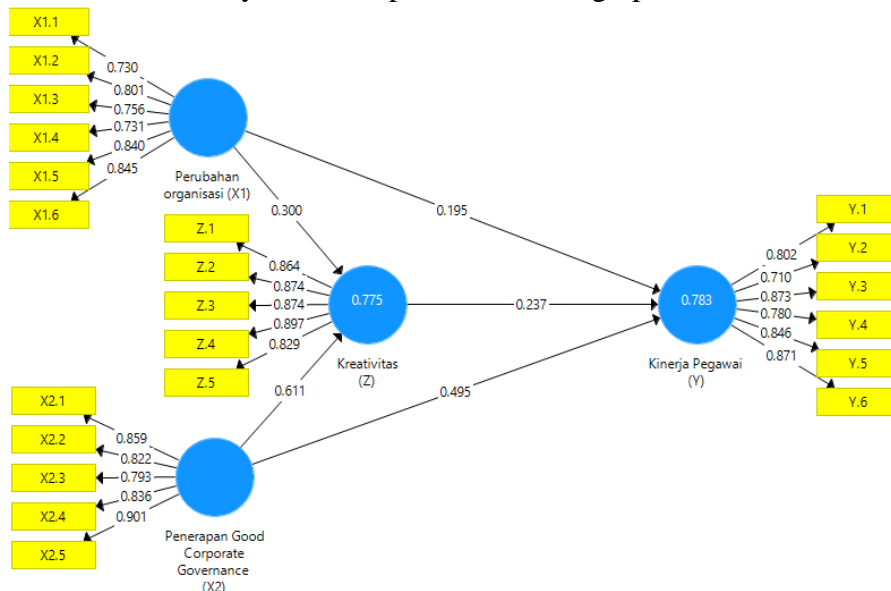 X1.1
X1.2
X1.3
X1.4
X1.5
X1.6
0.730
0.801
0.756
0.731
0.840
0.845
Perubahan
organisasi (X1)
0.300
0.195
Z.1
Z.2
Z.3
Z.4
Z.5
0.864
0.874
0.874
0.897
0.829
0.775
Kreativitas
(Z)
0.237
0.611
0.495
0.783
Kinerja Pegawai
(Y)
0.802
0.710
0.873
0.780
0.846
0.871
Y.1
Y.2
Y.3
Y.4
Y.5
Y.6
X2.1
X2.2
X2.3
X2.4
X2.5
0.859
0.822
0.793
0.836
0.901
Penerapan Good
Corporate
Governance
(X2)